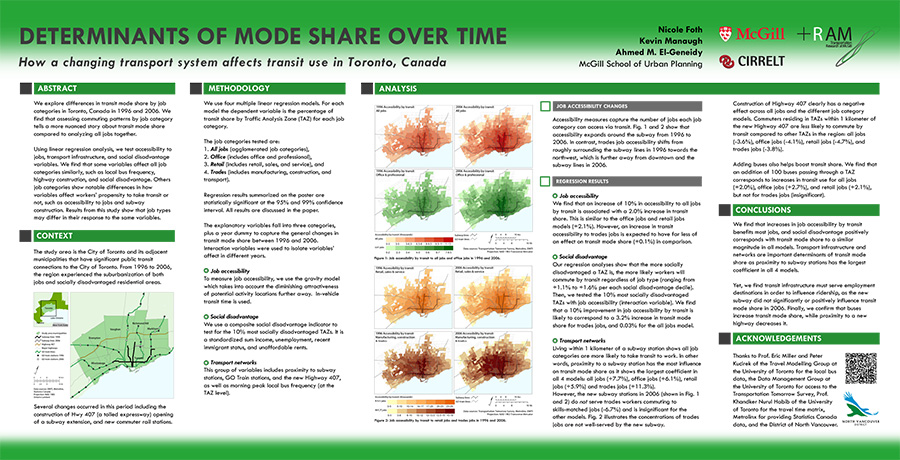 DETERMINANTS OF MODE SHARE OVER TIME
How a changing transport system affects transit use in Toronto, Canada
Nicole Foth
Kevin Manaugh
Ahmed M. El-Geneidy
McGill School of Urban Planning
McGill
+RAM
CIRRELT
ABSTRACT
We explore differences in transit mode share by job
categories in Toronto, Canada in 1996 and 2006. We
find that assessing commuting patterns by job category
tells a more nuanced story about transit mode share
compared to analyzing all jobs together.
Using linear regression analysis, we test accessibility to
jobs, transport infrastructure, and social disadvantage
variables. We find that some variables affect all job
categories similarly, such as local bus frequency,
highway construction, and social disadvantage. Others
job categories show notable differences in how
variables affect workers' propensity to take transit or
not, such as accessibility to jobs and subway
construction. Results from this study show that job types
may differ in their response to the same variables.
CONTEXT
The study area is the City of Toronto and its adjacent
municipalities that have significant public transit
connections to the City of Toronto. From 1996 to 2006,
the region experienced the suburbanization of both
jobs and socially disadvantaged residential areas.
Several changes occurred in this period including the
construction of Hwy 407 (a tolled expressway) opening
of a subway extension, and new commuter rail stations.
METHODOLOGY
We use four multiple linear regression models. For each
model the dependent variable is the percentage of
transit share by Traffic Analysis Zone (TAZ) for each job
category.
The job categories tested are:
1. All jobs (agglomerated job categories),
2. Office (includes office and professional),
3. Retail (includes retail, sales, and service), and
4. Trades (includes manufacturing, construction, and
transport).
Regression results summarized on the poster are
statistically significant at the 95% and 99% confidence
interval. All results are discussed in the paper.
The explanatory variables fall into three categories,
plus a year dummy to capture the general changes in
transit mode share between 1996 and 2006.
Interaction variables were used to isolate variables'
affect in different years.
Job accessibility
To measure job accessibility, we use the gravity model
which takes into account the diminishing attractiveness
of potential activity locations further away. In-vehicle
transit time is used.
Social disadvantage
We use a composite social disadvantage indicator to
test for the 10% most socially disadvantaged TAZs. It is
a standardized sum income, unemployment, recent
immigrant status, and unaffordable rents.
Transport networks
This group of variables includes proximity to subway
stations, GO Train stations, and the new Highway 407,
as well as morning peak local bus frequency (at the
TAZ level).
ANALYSIS
1996 Accessibility by transit
All jobs
2006 Accessibility by transit
All jobs
1996 Accessibility by transit
Office & professional
2006 Accessibility by transit
Office & professional
Figure 1: Job accessibility by transit to all jobs and office jobs in 1996 and 2006.
1996 Accessibility by transit
Retail, sales & service
2006 Accessibility by transit
Retail, sales & service
1996 Accessibility by transit
Manufacturing, construction
2006 Accessibility by transit
Manufacturing, construction
Figure 2: Job accessibility by transit to retail jobs and trades jobs in 1996 and 2006.
JOB ACCESSIBILITY CHANGES
Accessibility measures capture the number of jobs each job
category can access via transit. Fig. 1 and 2 show that
accessibility expands around the subway from 1996 to
2006. In contrast, trades job accessibility shifts from
roughly surrounding the subway lines in 1996 towards the
northwest, which is further away from downtown and the
subway lines in 2006.
REGRESSION RESULTS
Job accessibility
We find that an increase of 10% in accessibility to all jobs
by transit is associated with a 2.0% increase in transit
share. This is similar to the office jobs and retail jobs
models (≈2.1%). However, an increase in transit
accessibility to trades jobs is expected to have for less of
an effect on transit mode share (≈0.1%) in comparison.
Social disadvantage
Our regression analyses show that the more socially
disadvantaged a TAZ is, the more likely workers will
commute by transit regardless of job type (ranging from
+1.1% to +1.6% per each social disadvantage decile).
Then, we tested the 10% most socially disadvantaged
TAZs with job accessibility (interaction variable). We find
that a 10% improvement in job accessibility by transit is
likely to correspond to a 3.2% increase in transit mode
share for trades jobs, and 0.03% for the all jobs model.
Transport networks
Living within 1 kilometer of a subway station shows all job
categories are more likely to take transit to work. In other
words, proximity to a subway station has the most influence
on transit mode share as it shows the largest coefficient in
all 4 models: all jobs (+7.7%), office jobs (+6.1%), retail
jobs (+5.9%) and trades jobs (+11.3%).
However, the new subway stations in 2006 (shown in Fig. 1
and 2) do not serve trades workers commuting to
skills-matched jobs (-6.7%) and is insignificant for the
other models. Fig. 2 illustrates the concentrations of trades
jobs are not well-served by the new subway.
Construction of Highway 407 clearly has a negative
effect across all jobs and the different job category
models. Commuters residing in TAZs within 1 kilometer of
the new Highway 407 are less likely to commute by
transit compared to other TAZs in the region: all jobs
(-3.6%), office jobs (-4.1%), retail jobs (-4.7%), and
trades jobs (-3.8%).
Adding buses also helps boost transit share. We find that
an addition of 100 buses passing through a TAZ
corresponds to increases in transit use for all jobs
(+2.0%), office jobs (+2.7%), and retail jobs (+2.1%),
but not for trades jobs (insignificant).
CONCLUSIONS
We find that increases in job accessibility by transit
benefits most jobs, and social disadvantage positively
corresponds with transit mode share to a similar
magnitude in all models. Transport infrastructure and
networks are important determinants of transit mode
share as proximity to subway stations has the largest
coefficient in all 4 models.
Yet, we find transit infrastructure must serve employment
destinations in order to influence ridership, as the new
subway did not significantly or positively influence transit
mode share in 2006. Finally, we confirm that buses
increase transit mode share, while proximity to a new
highway decreases it.
ACKNOWLEDGEMENTS
Thanks to Prof. Eric Miller and Peter
Kucirek of the Travel Modelling Group at
the University of Toronto for the local bus
data, the Data Management Group at
the University of Toronto for access to the
Transportation Tomorrow Survey, Prof.
Khandker Nurul Habib of the University
of Toronto for the travel time matrix,
Metrolinx for providing Statistics Canada
data, and the District of North Vancouver.
NORTH VANCOUVER
DISTRICT